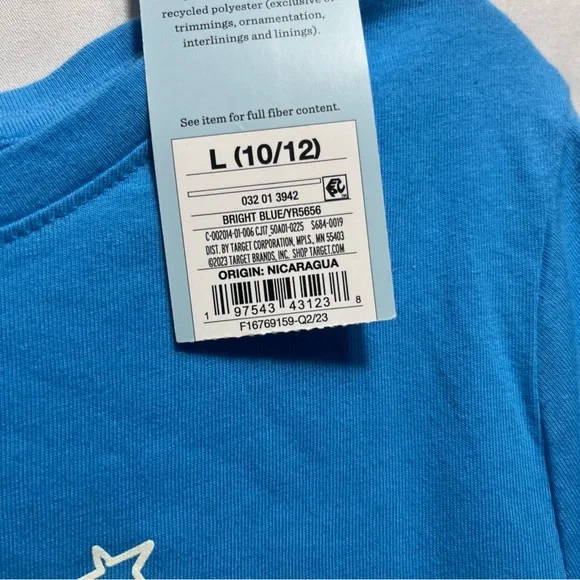 recycled polyester (exclusive of
trimmings, ornamentation,
interlinings and linings).
See item for full fiber content.
L (10/12)
032 01 3942
BRIGHT BLUE/YR5656
C-002014-01-006 CJ17_50A01-0225 S684-0019
DIST. BY TARGET CORPORATION, MPLS., MN 55403
©2023 TARGET BRANDS, INC. SHOP TARGET.COM
ORIGIN: NICARAGUA
1 97543 43123 8
F16769159-Q2/23